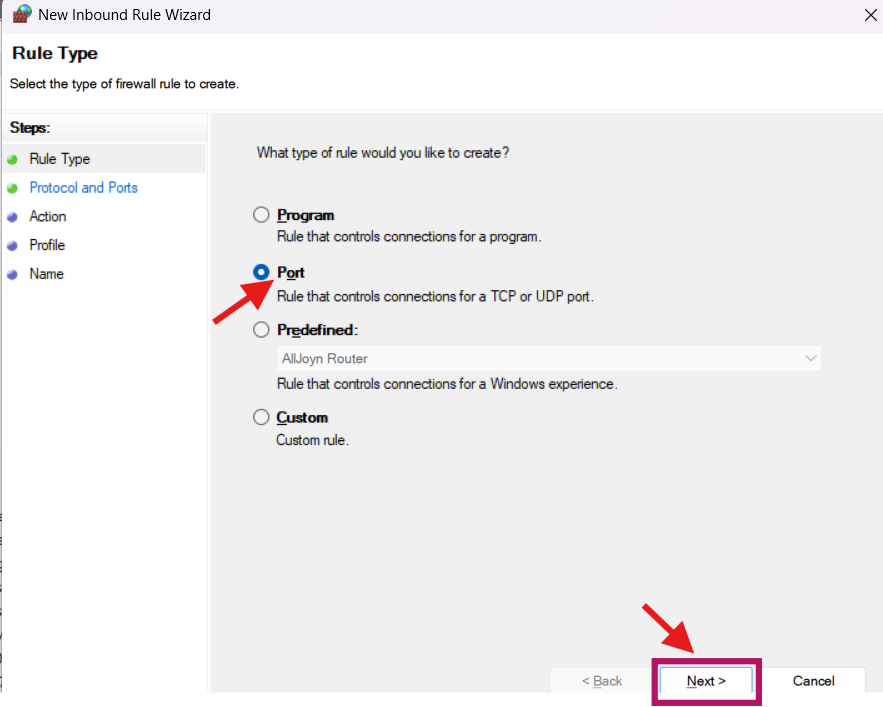 New Inbound Rule Wizard
Rule Type
Select the type of firewall rule to create.
Steps:
Rule Type
Protocol and Ports
Action
Profile
Name
What type of rule would you like to create?
Program
Rule that controls connections for a program.
Port
Rule that controls connections for a TCP or UDP port.
Predefined:
AllJoyn Router
Rule that controls connections for a Windows experience.
Custom
Custom rule.
< Back
Next >
Cancel